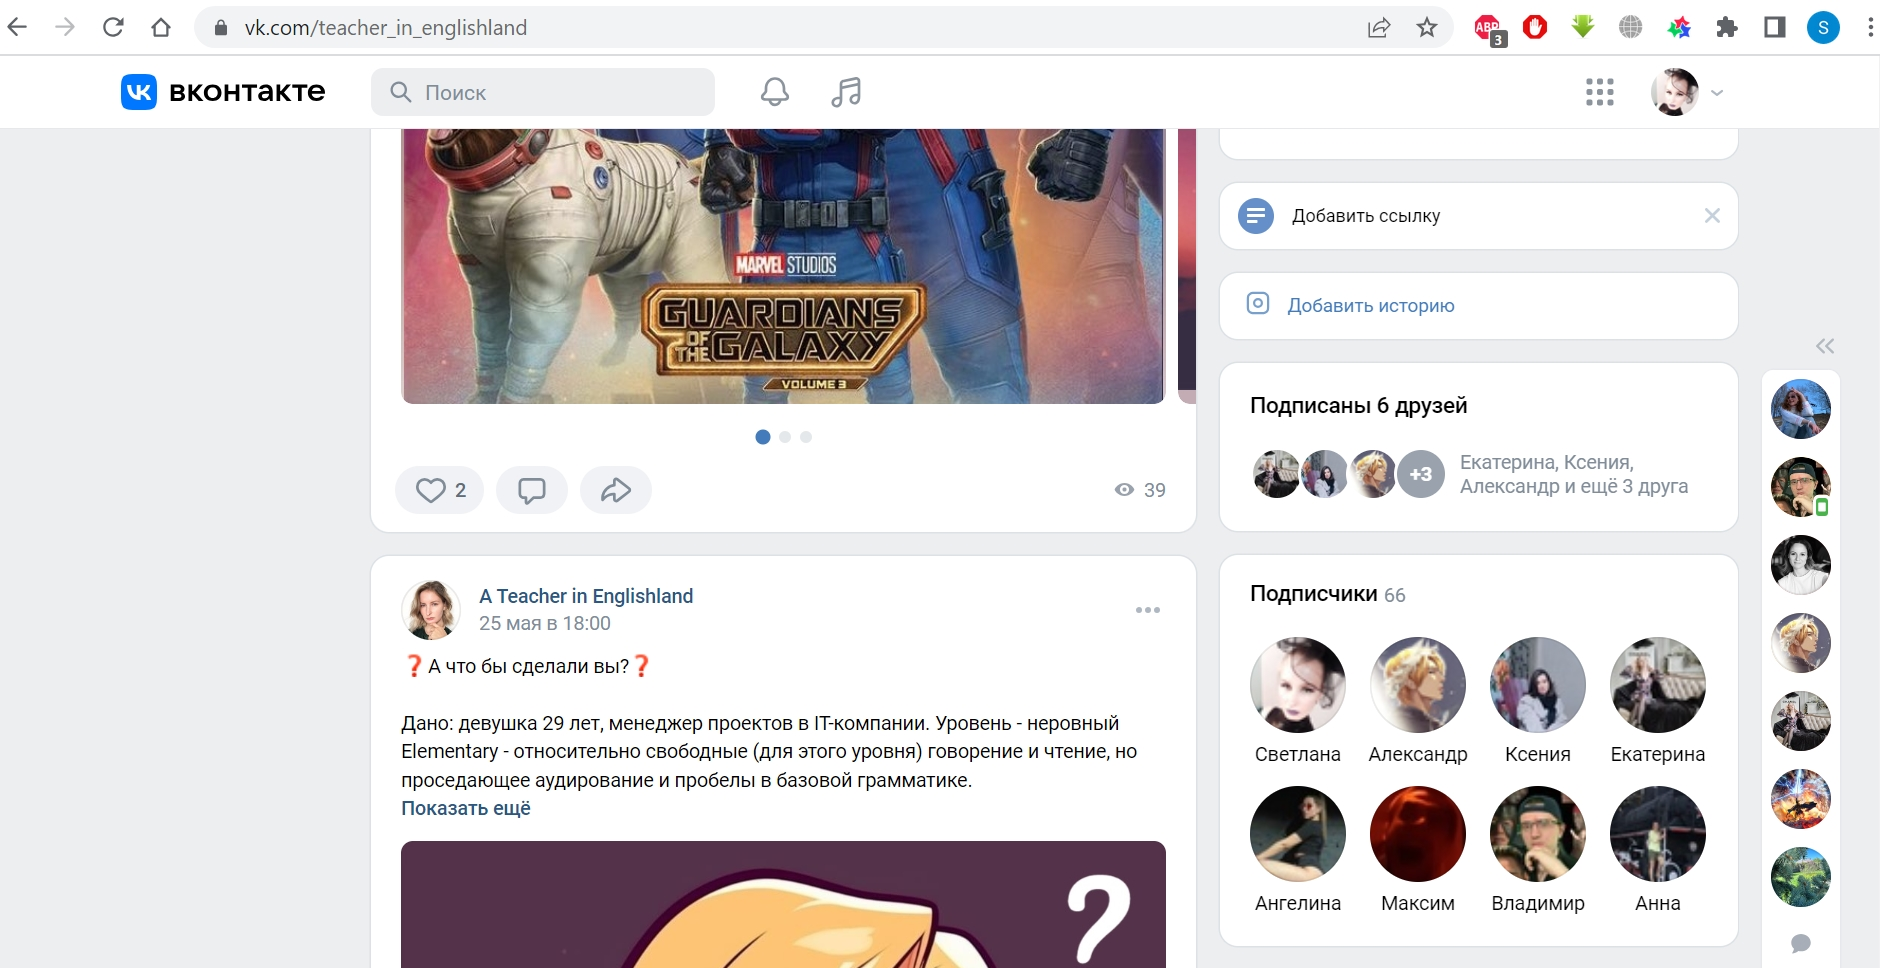 vk.com/teacher_in_englishland
ABP
3
S
вконтакте
Поиск
MARVEL STUDIOS
GUARDIANS
OF THE GALAXY
VOLUME 3
2
39
A Teacher in Englishland
25 мая в 18:00
❓А что бы сделали вы?❓
Дано: девушка 29 лет, менеджер проектов в IT-компании. Уровень - неровный
Elementary - относительно свободные (для этого уровня) говорение и чтение, но
проседающее аудирование и пробелы в базовой грамматике.
Показать ещё
?
Добавить ссылку
Добавить историю
Подписаны 6 друзей
+3
Екатерина, Ксения,
Александр и ещё 3 друга
Подписчики 66
Светлана Александр Ксения Екатерина
Ангелина Максим Владимир Анна